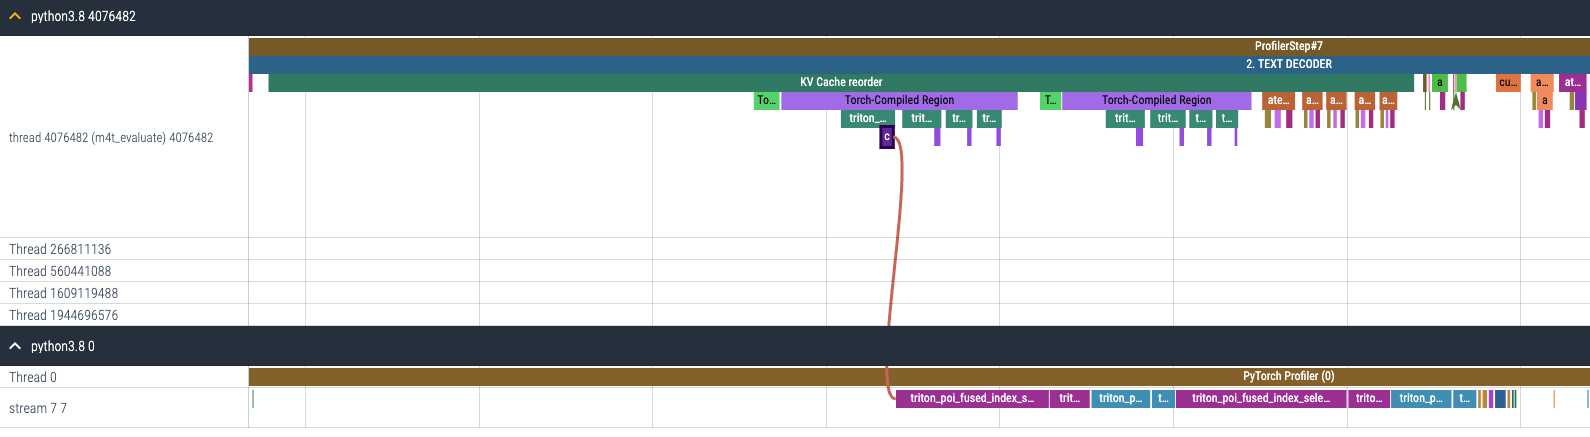 python3.8 4076482
ProfilerStep#7
2. TEXT DECODER
KV Cache reorder a cu... a... at...
To... Torch-Compiled Region T... Torch-Compiled Region ate... a... a... a... a... a
triton_... trit... tr... tr... trit... trit... t... t...
thread 4076482 (m4t_evaluate) 4076482 c
Thread 266811136
Thread 560441088
Thread 1609119488
Thread 1944696576
python3.8 0
Thread 0 PyTorch Profiler (0)
stream 7 7 triton_poi_fused_index_s... trit... triton_p... t... triton_poi_fused_index_sele... trito... triton_p... t...